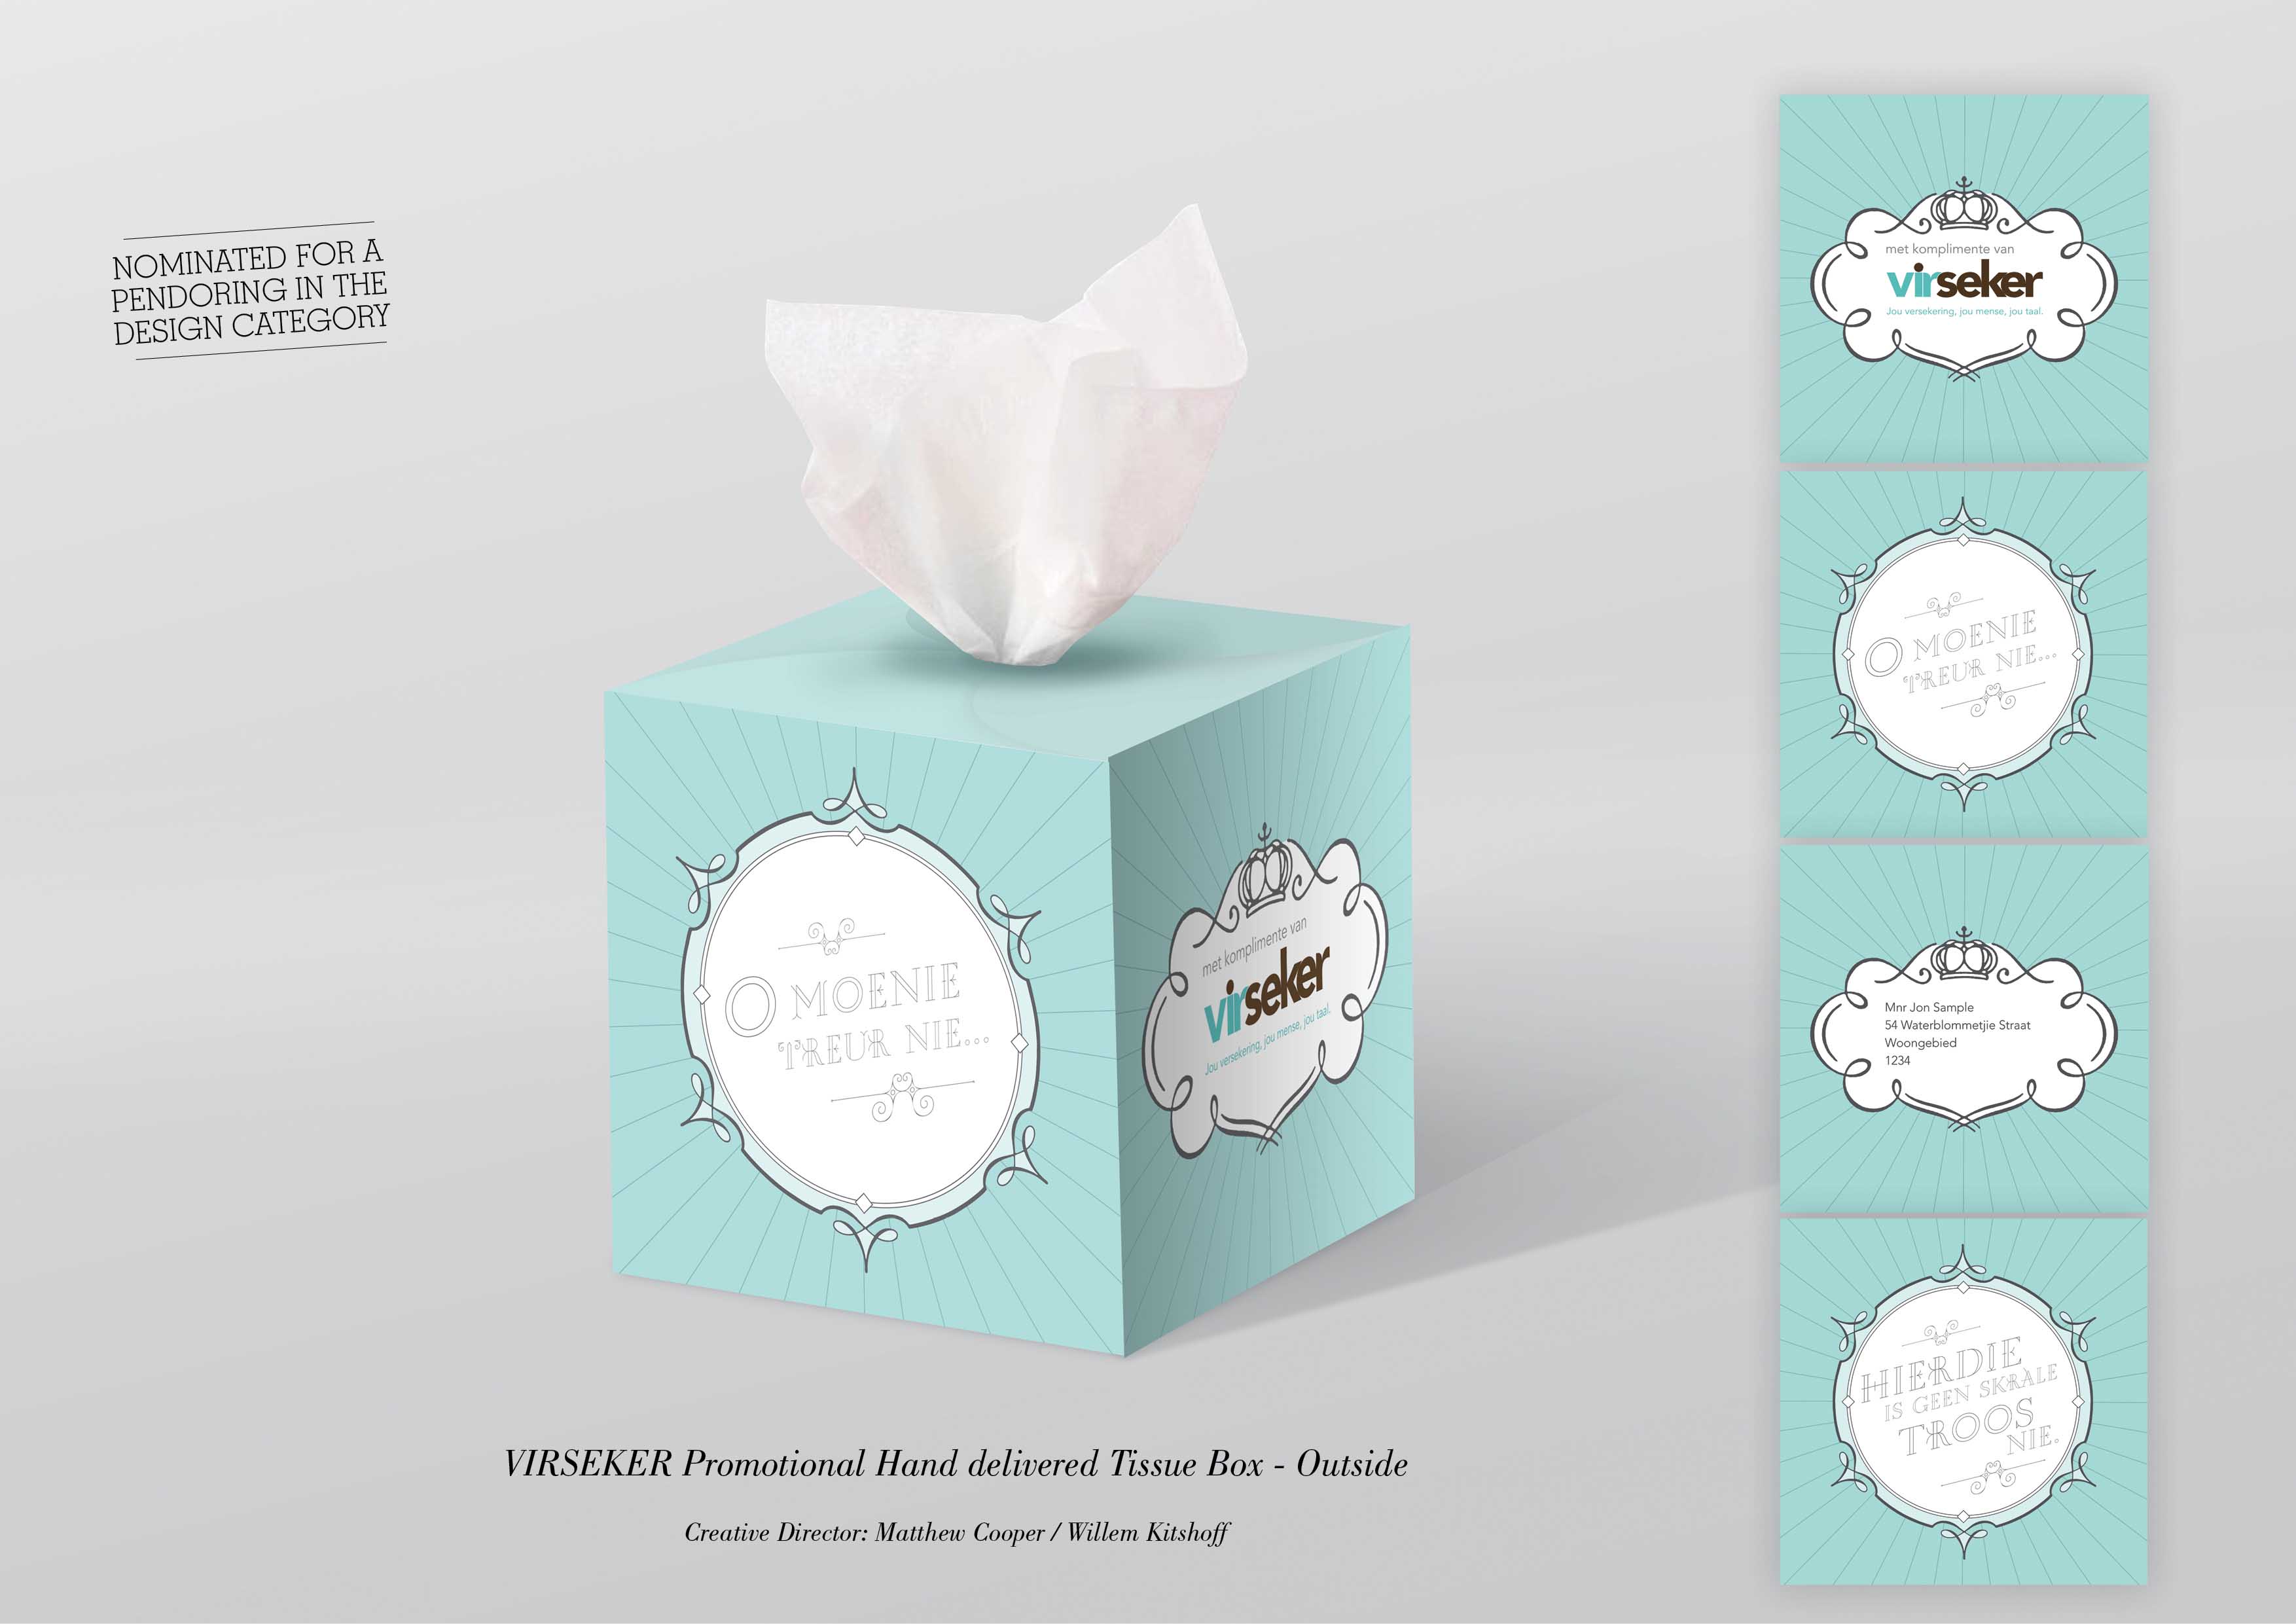 NOMINATED FOR A
PENDORING IN THE
DESIGN CATEGORY
O MOENIE
TREUR NIE...
met komplimente van
virseker
Jou versekering, jou mense, jou taal.
VIRSEKER Promotional Hand delivered Tissue Box - Outside
Creative Director: Matthew Cooper / Willem Kitshoff
met komplimente van
virseker
Jou versekering, jou mense, jou taal.
O MOENIE
TREUR NIE...
Mnr Jon Sample
54 Waterblommetjie Straat
Woongebied
1234
HIERDIE
IS GEEN SKRALE
TROOS
NIE.